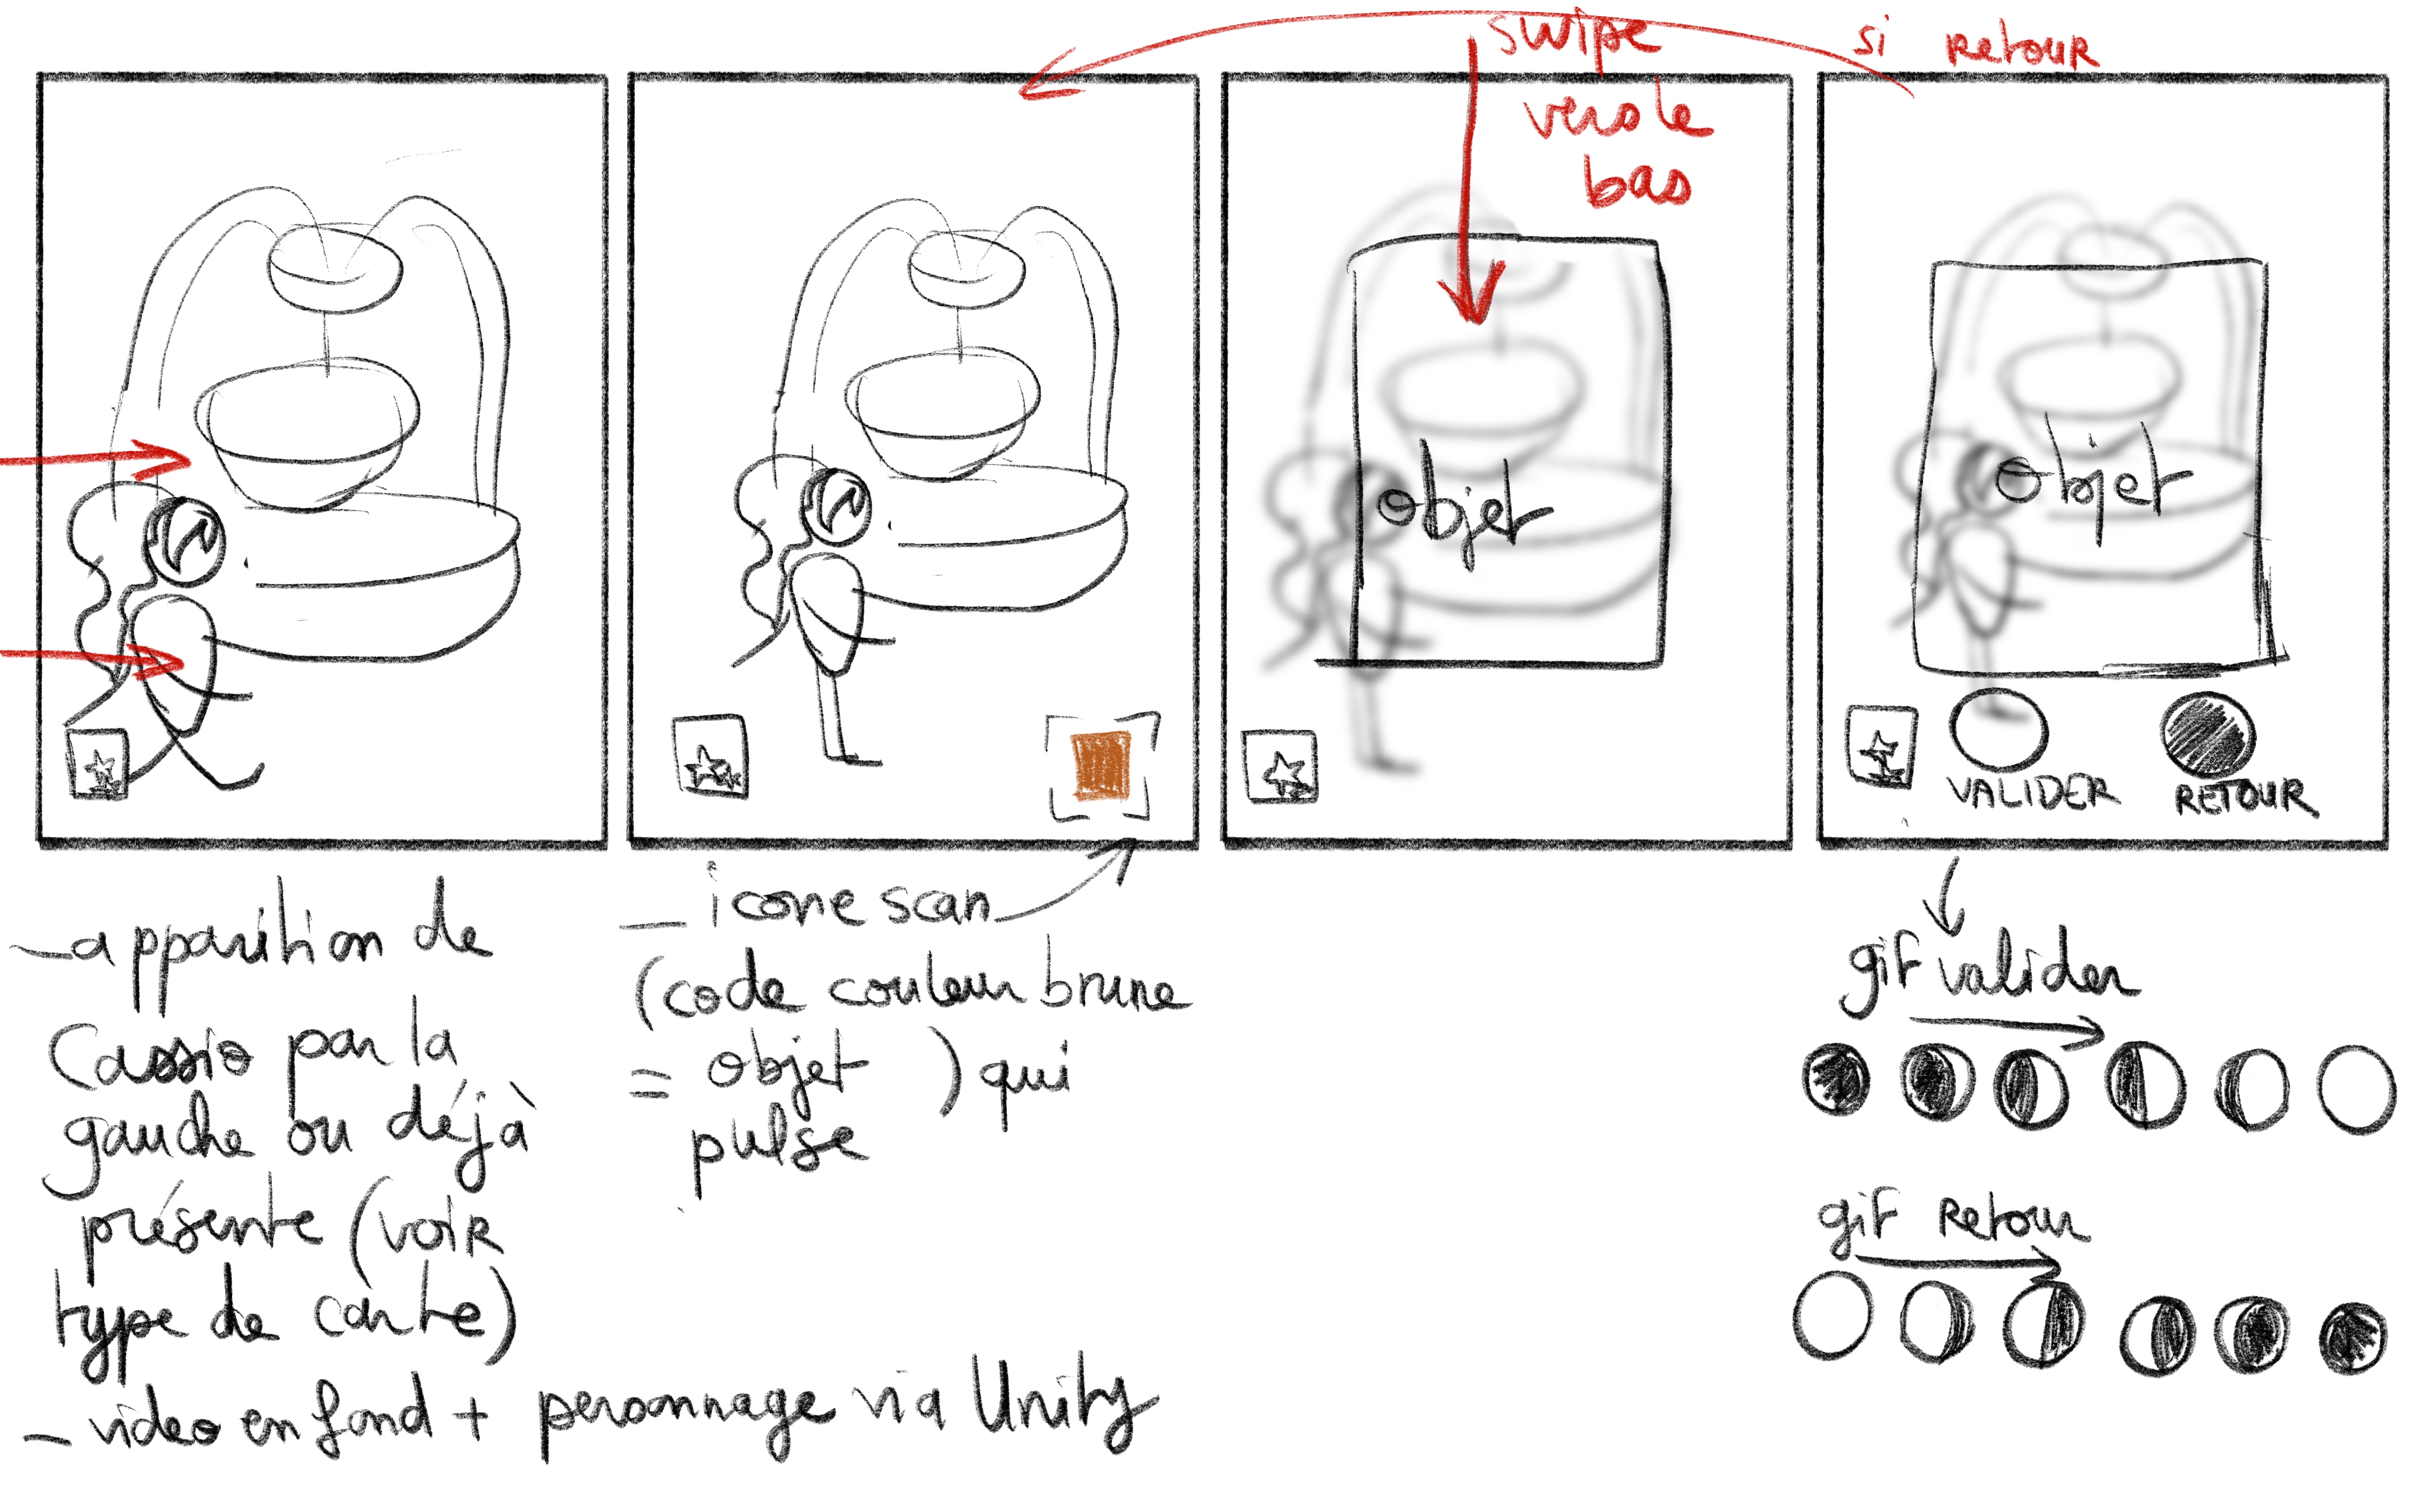 swipe
vers le
bas
si RETOUR
objet
objet
VALIDER
RETOUR
- apparition de
Cassio par la
gauche ou déjà
présente (voir
type de carte)
- video en fond + personnage via Unity
- icone scan
(code couleur brune
= objet) qui
pulse
gif valider
gif Retour